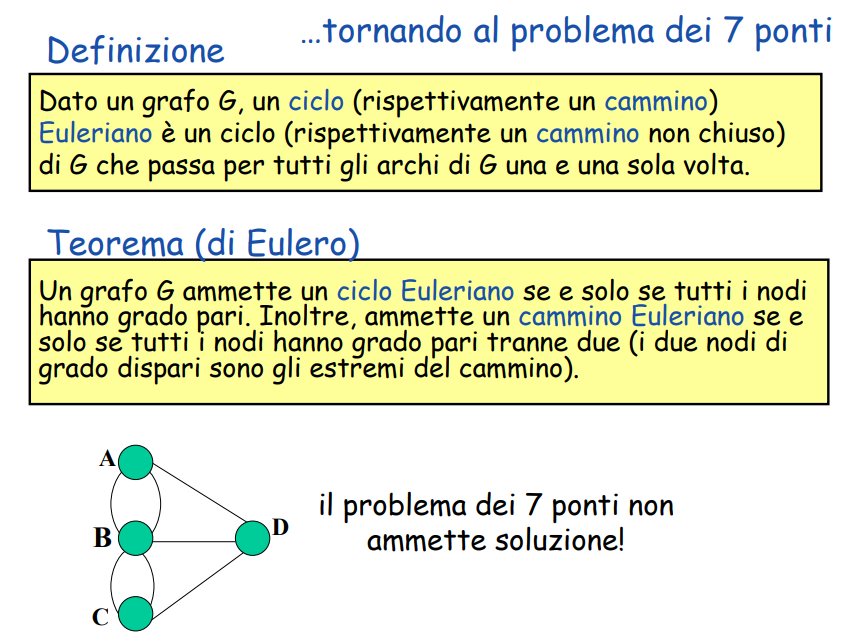 ...tornando al problema dei 7 ponti
Definizione
Dato un grafo G, un ciclo (rispettivamente un cammino)
Euleriano è un ciclo (rispettivamente un cammino non chiuso)
di G che passa per tutti gli archi di G una e una sola volta.
Teorema (di Eulero)
Un grafo G ammette un ciclo Euleriano se e solo se tutti i nodi
hanno grado pari. Inoltre, ammette un cammino Euleriano se e
solo se tutti i nodi hanno grado pari tranne due (i due nodi di
grado dispari sono gli estremi del cammino).
A
B
C
D
il problema dei 7 ponti non
ammette soluzione!